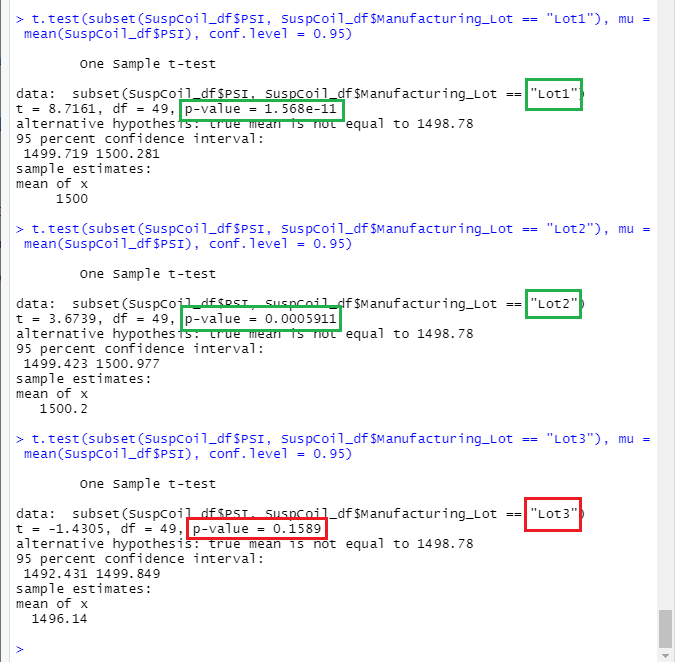 > t.test(subset(SuspCoil_df$PSI, SuspCoil_df$Manufacturing_Lot == "Lot1"), mu =
mean(SuspCoil_df$PSI), conf.level = 0.95)
One Sample t-test
data: subset(SuspCoil_df$PSI, SuspCoil_df$Manufacturing_Lot == "Lot1")
t = 8.7161, df = 49, p-value = 1.568e-11
alternative hypothesis: true mean is not equal to 1498.78
95 percent confidence interval:
1499.719 1500.281
sample estimates:
mean of x
1500
> t.test(subset(SuspCoil_df$PSI, SuspCoil_df$Manufacturing_Lot == "Lot2"), mu =
mean(SuspCoil_df$PSI), conf.level = 0.95)
One Sample t-test
data: subset(SuspCoil_df$PSI, SuspCoil_df$Manufacturing_Lot == "Lot2")
t = 3.6739, df = 49, p-value = 0.0005911
alternative hypothesis: true mean is not equal to 1498.78
95 percent confidence interval:
1499.423 1500.977
sample estimates:
mean of x
1500.2
> t.test(subset(SuspCoil_df$PSI, SuspCoil_df$Manufacturing_Lot == "Lot3"), mu =
mean(SuspCoil_df$PSI), conf.level = 0.95)
One Sample t-test
data: subset(SuspCoil_df$PSI, SuspCoil_df$Manufacturing_Lot == "Lot3")
t = -1.4305, df = 49, p-value = 0.1589
alternative hypothesis: true mean is not equal to 1498.78
95 percent confidence interval:
1492.431 1499.849
sample estimates:
mean of x
1496.14
>